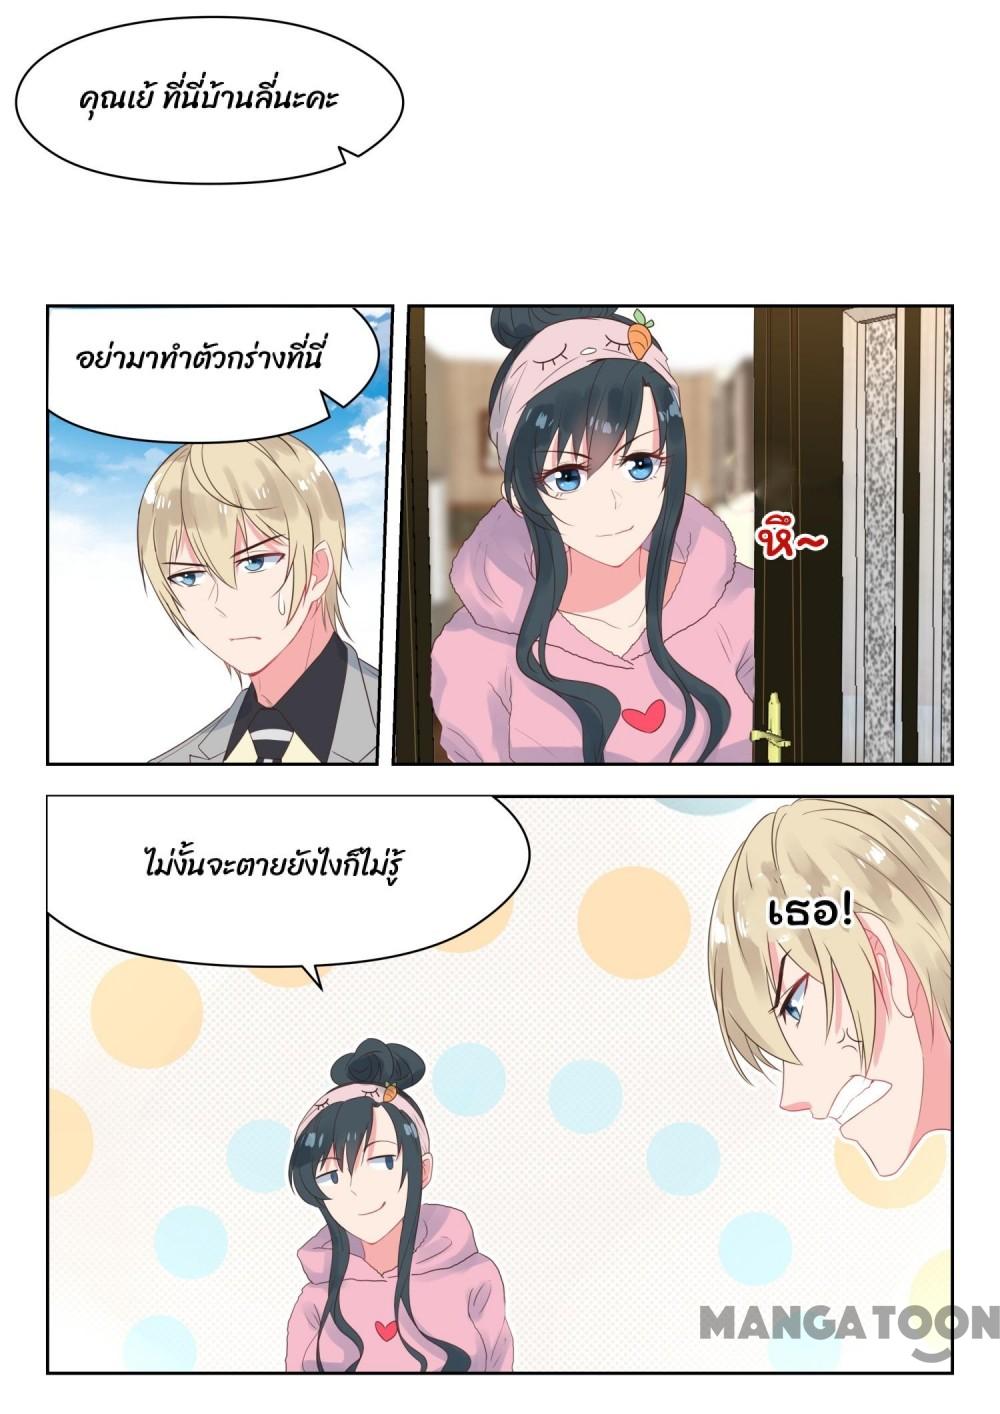 คุณเย้ ที่นี่บ้านลี่นะคะ
อย่ามาทำตัวกร่างที่นี่
หึ~
ไม่งั้นจะตายยังไงก็ไม่รู้
เธอ!
MANGATOON